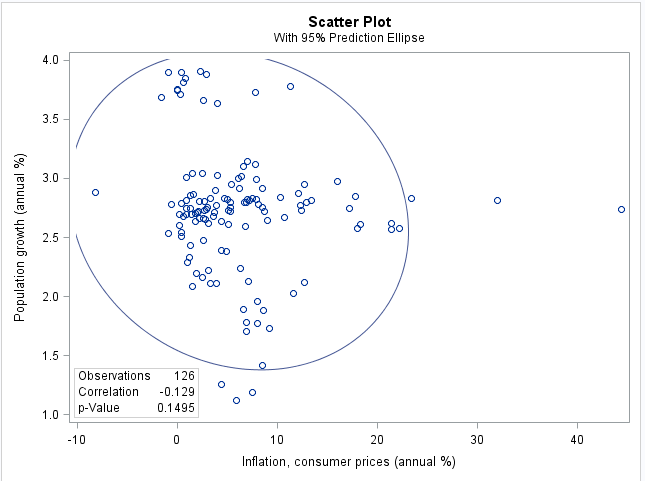 Scatter Plot
With 95% Prediction Ellipse
Population growth (annual %)
4.0
3.5
3.0
2.5
2.0
1.5
1.0
Observations 126
Correlation -0.129
p-Value 0.1495
-10 0 10 20 30 40
Inflation, consumer prices (annual %)